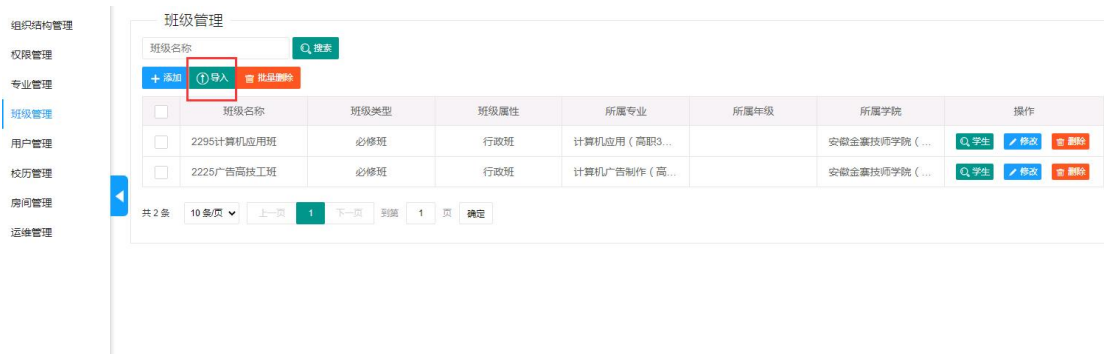 班级管理
组织结构管理
权限管理
专业管理
班级管理
用户管理
校历管理
房间管理
运维管理
班级名称 搜索
添加 导入 批量删除
班级名称 班级类型 班级属性 所属专业 所属年级 所属学院 操作
2295计算机应用班 必修班 行政班 计算机应用（高职3... 安徽金寨技师学院（... 学生 修改 删除
2225广告高技工班 必修班 行政班 计算机广告制作（高... 安徽金寨技师学院（... 学生 修改 删除
共 2 条 10 条/页 上一页 1 下一页 到第 1 页 确定